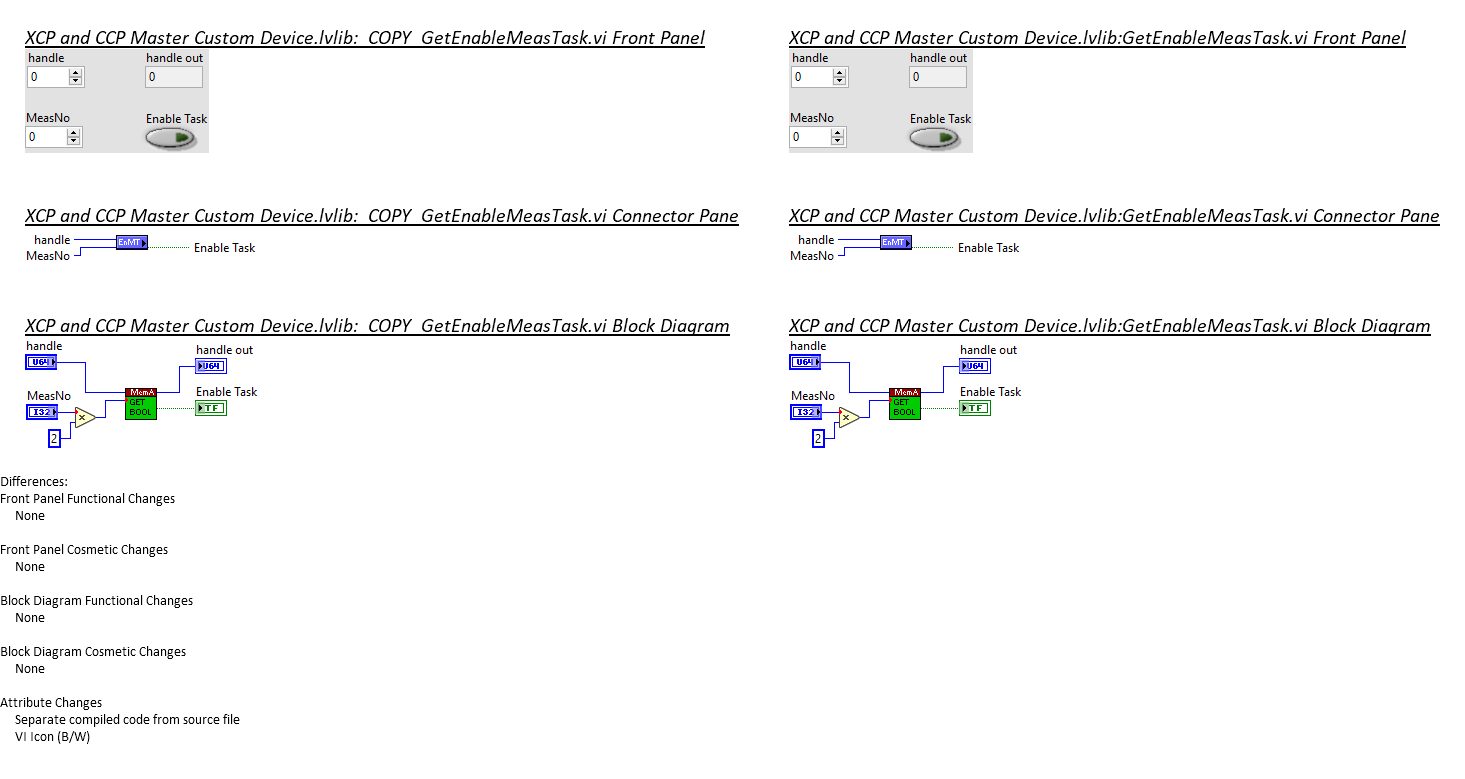 XCP and CCP Master Custom Device.lvlib:_COPY_GetEnableMeasTask.vi Front Panel
handle
handle out
0
0
MeasNo
Enable Task
0
XCP and CCP Master Custom Device.lvlib:GetEnableMeasTask.vi Front Panel
handle
handle out
0
0
MeasNo
Enable Task
0
XCP and CCP Master Custom Device.lvlib:_COPY_GetEnableMeasTask.vi Connector Pane
handle
EnMT
MeasNo
Enable Task
XCP and CCP Master Custom Device.lvlib:GetEnableMeasTask.vi Connector Pane
handle
EnMT
MeasNo
Enable Task
XCP and CCP Master Custom Device.lvlib:_COPY_GetEnableMeasTask.vi Block Diagram
handle
handle out
U64
U64
MeasNo
MemA
Enable Task
I32
GET
BOOL
TF
×
2
XCP and CCP Master Custom Device.lvlib:GetEnableMeasTask.vi Block Diagram
handle
handle out
U64
U64
MeasNo
MemA
Enable Task
I32
GET
BOOL
TF
×
2
Differences:
Front Panel Functional Changes
None
Front Panel Cosmetic Changes
None
Block Diagram Functional Changes
None
Block Diagram Cosmetic Changes
None
Attribute Changes
Separate compiled code from source file
VI Icon (B/W)